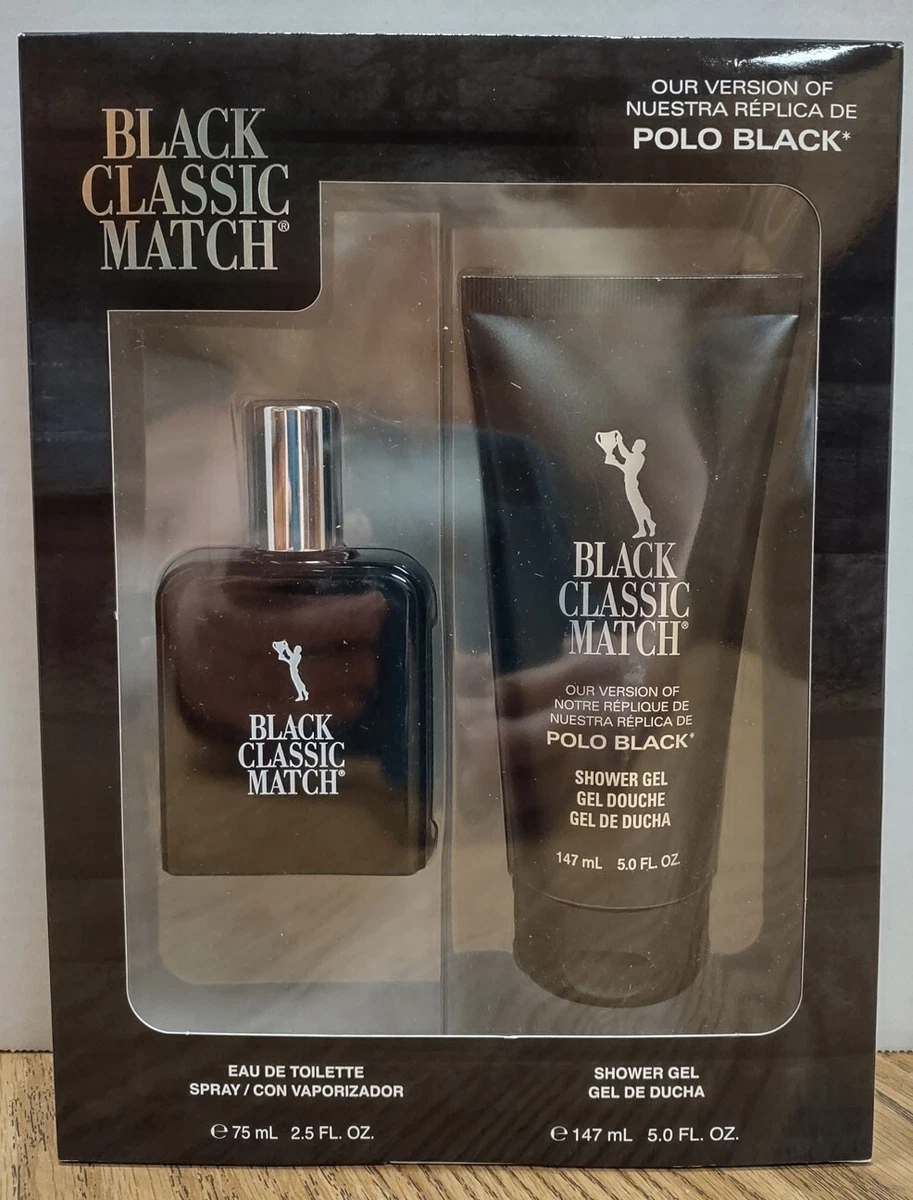 BLACK
CLASSIC
MATCH®
OUR VERSION OF
NUESTRA RÉPLICA DE
POLO BLACK*
BLACK
CLASSIC
MATCH®
BLACK
CLASSIC
MATCH®
OUR VERSION OF
NOTRE RÉPLIQUE DE
NUESTRA RÉPLICA DE
POLO BLACK*
SHOWER GEL
GEL DOUCHE
GEL DE DUCHA
147 mL 5.0 FL. OZ.
EAU DE TOILETTE
SPRAY / CON VAPORIZADOR
℮ 75 mL 2.5 FL. OZ.
SHOWER GEL
GEL DE DUCHA
℮ 147 mL 5.0 FL. OZ.